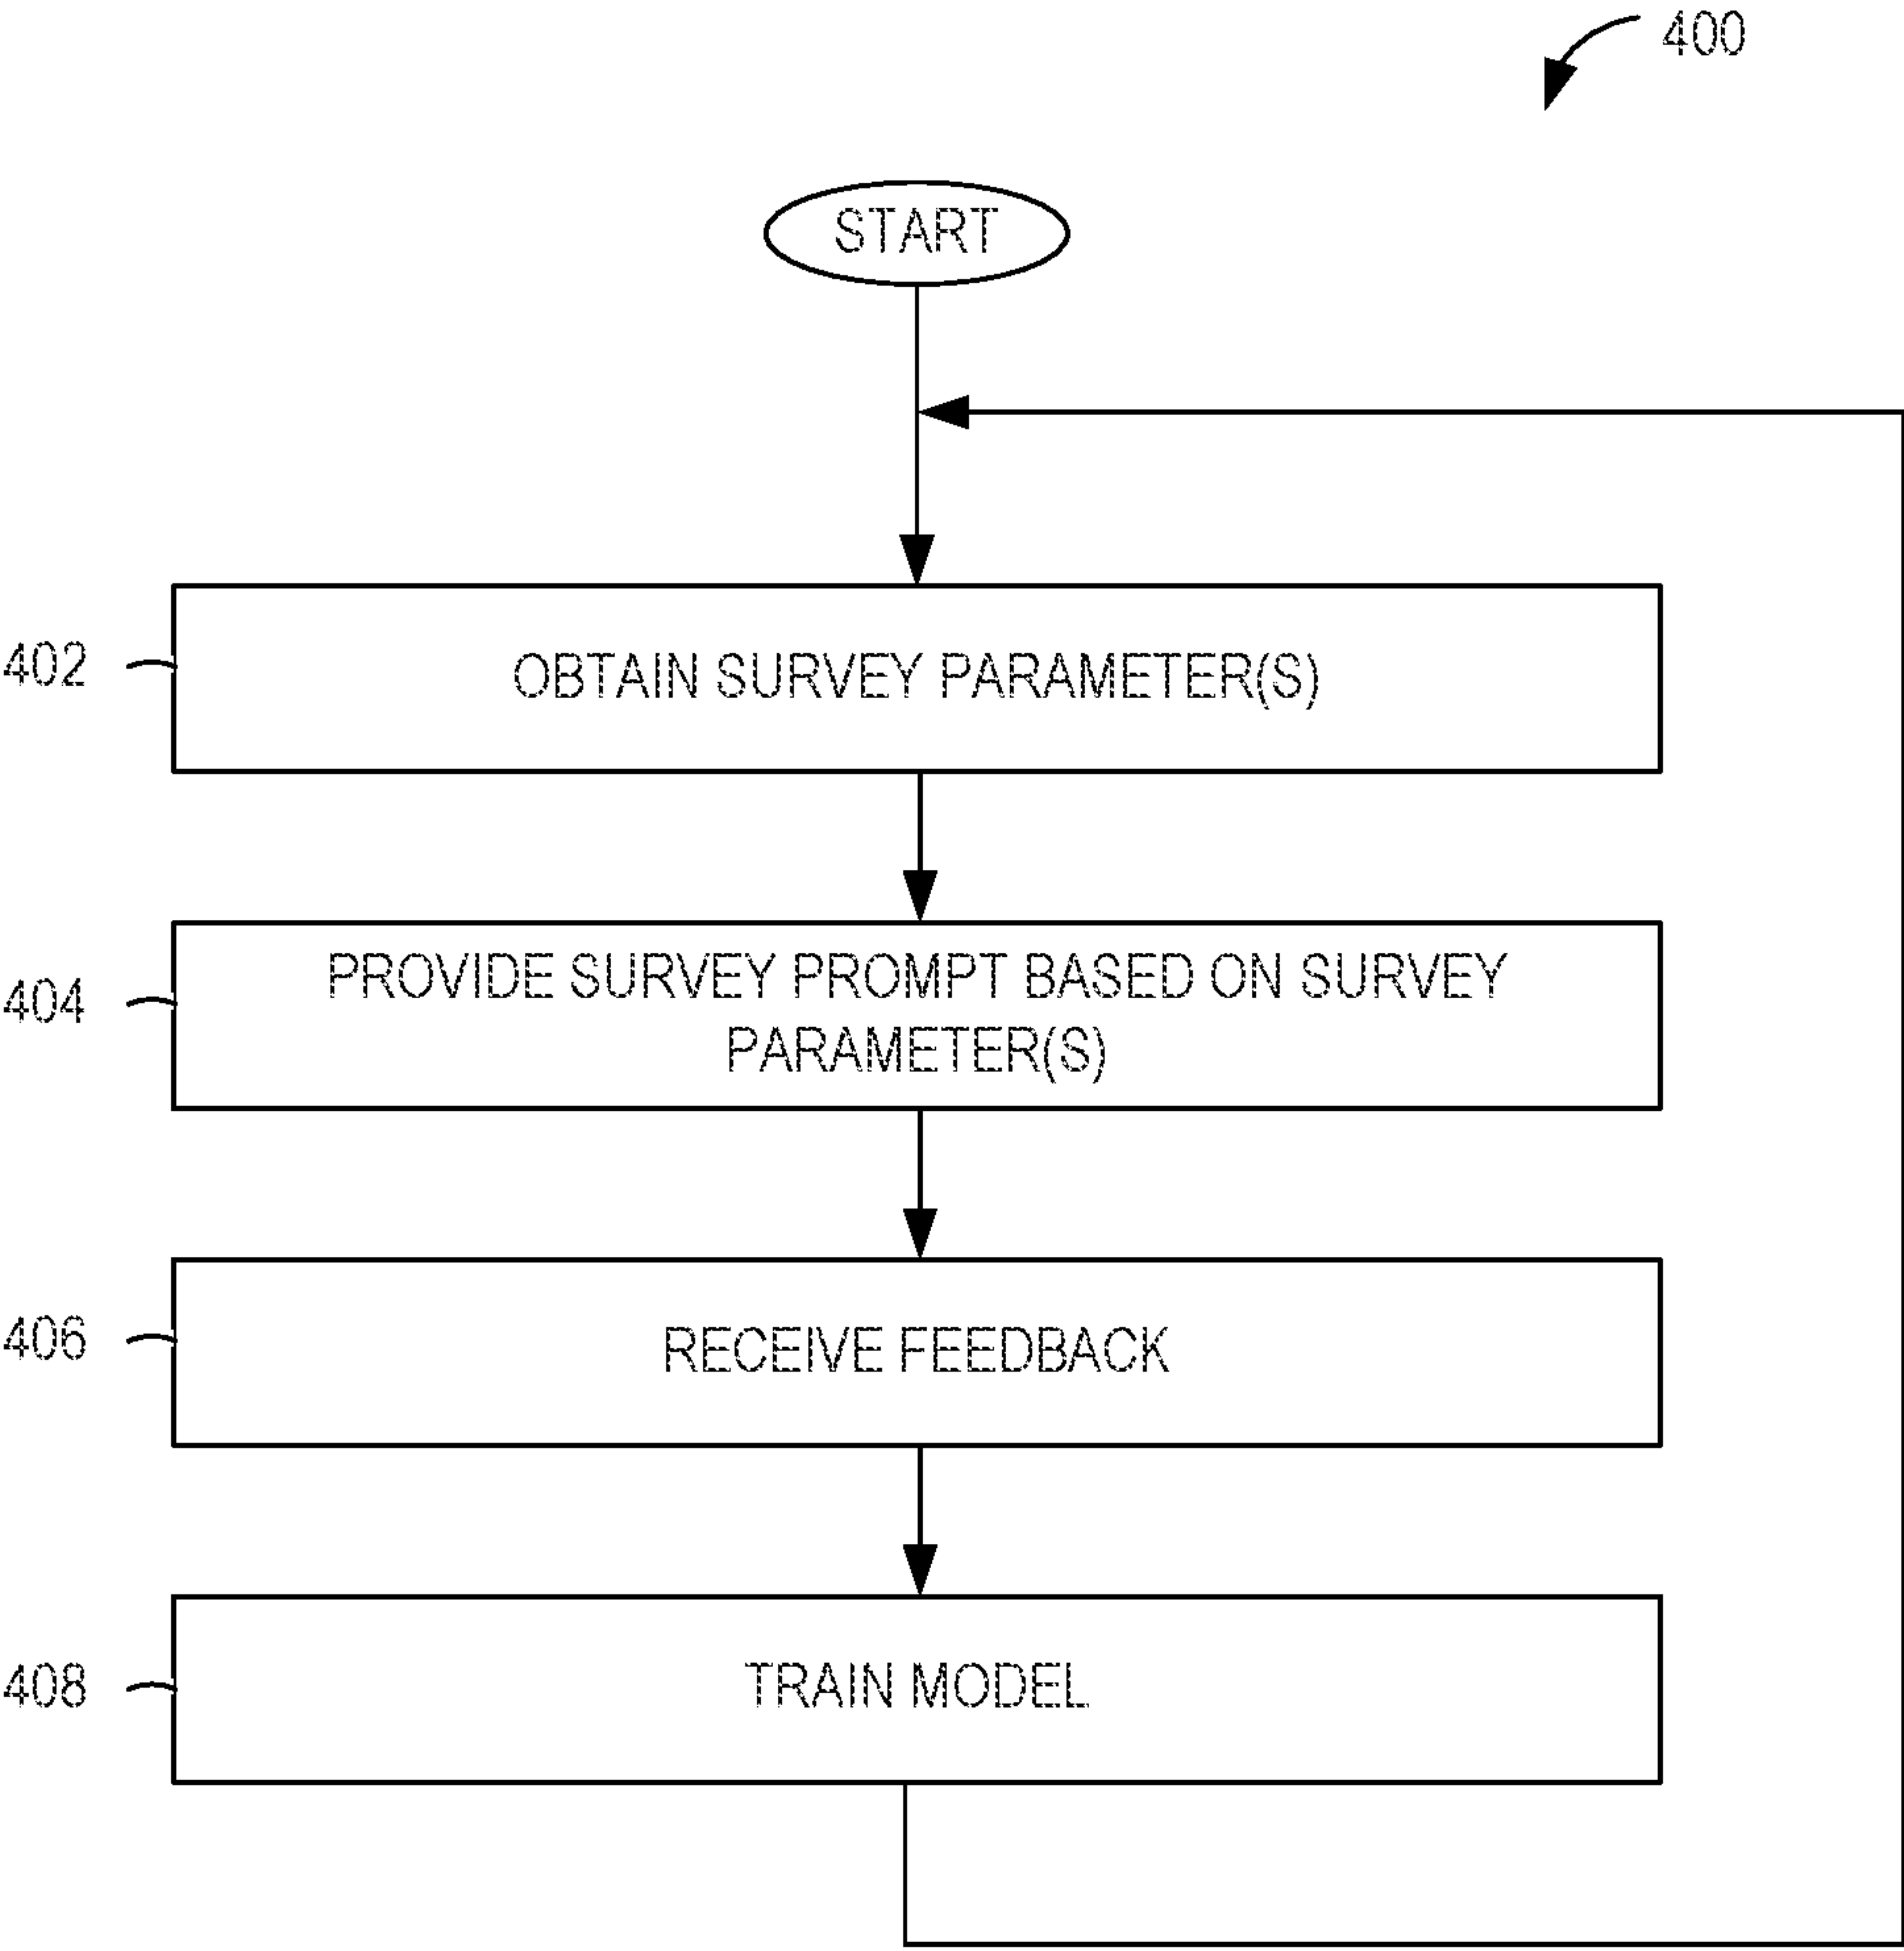 400
START
402
OBTAIN SURVEY PARAMETER(S)
404
PROVIDE SURVEY PROMPT BASED ON SURVEY
PARAMETER(S)
406
RECEIVE FEEDBACK
408
TRAIN MODEL